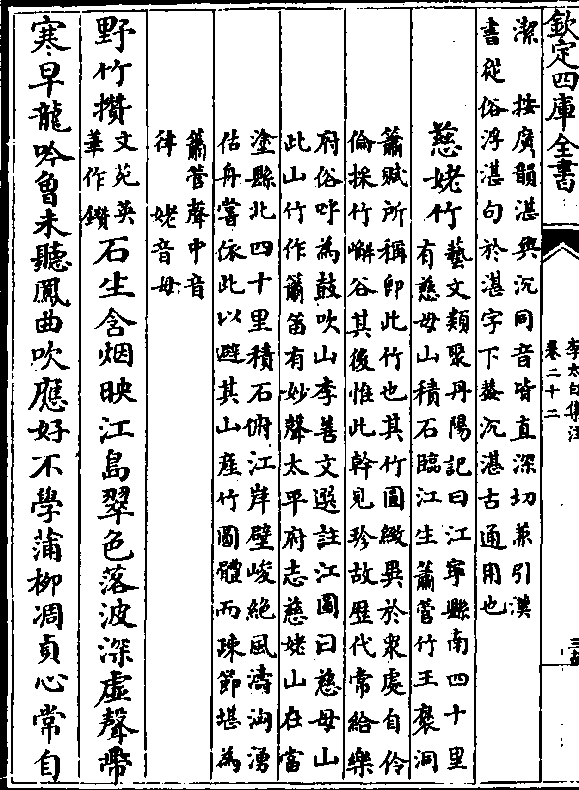 欽定四庫全書
李太白集注
卷二十二
潔　按廣韻湛與沉同音皆直深切兼引漢
書從俗浮湛句於湛字下葢沉湛古通用也
慈姥竹
藝文類聚丹陽記曰江寧縣南四十里
有慈母山積石臨江生簫管竹王褒洞
簫賦所稱即此竹也其竹圓緻異於衆處自伶
倫採竹嶰谷其後惟此幹見珍故歴代常給樂
府俗呼為鼓吹山李善文選註江圖曰慈母山
此山竹作簫笛有妙聲太平府志慈姥山在當
塗縣北四十里積石俯江岸壁峻絶風濤洶湧
估舟嘗依此以避其山産竹圓體而疎節堪為
簫管聲中音
律　姥音母
野竹攢
文苑英
華作鑚
石生含烟映江島翠色落波深虛聲帶
寒早龍吟曾未聽鳳曲吹應好不學蒲柳凋貞心常自